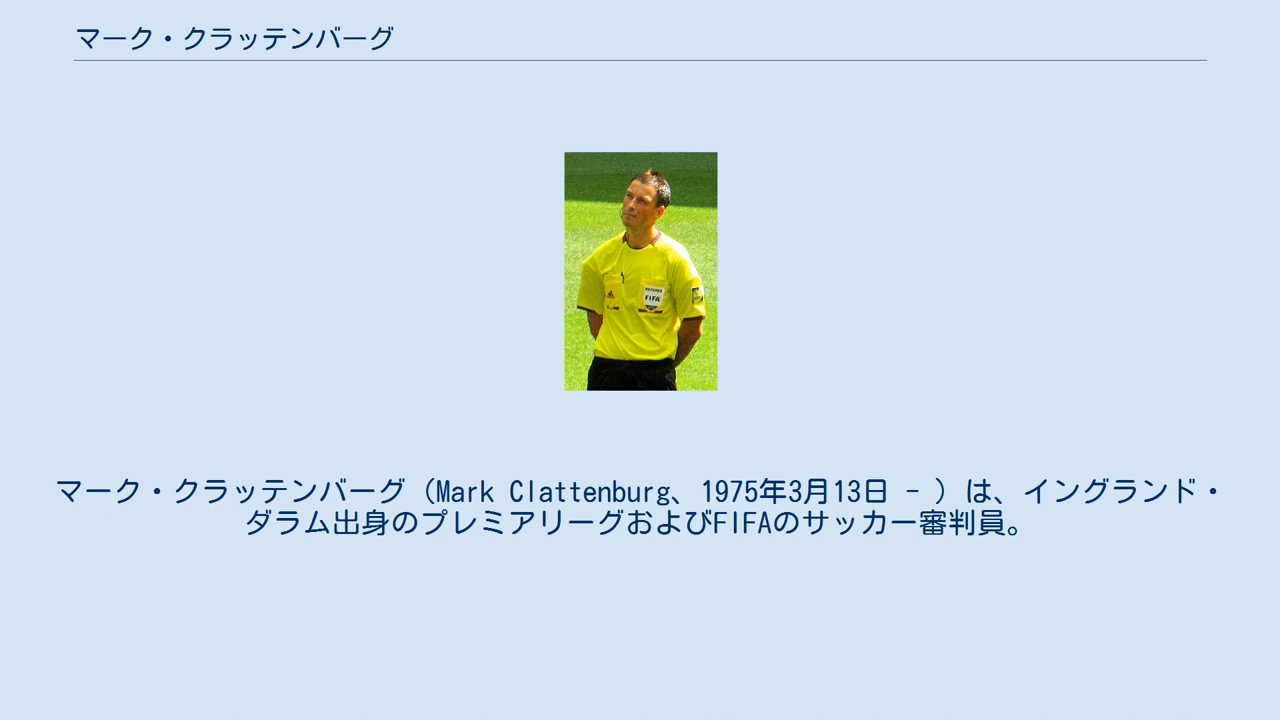 マーク・クラッテンバーグ
REFEREE
FIFA
マーク・クラッテンバーグ（Mark Clattenburg、1975年3月13日 - ）は、イングランド・
ダラム出身のプレミアリーグおよびFIFAのサッカー審判員。